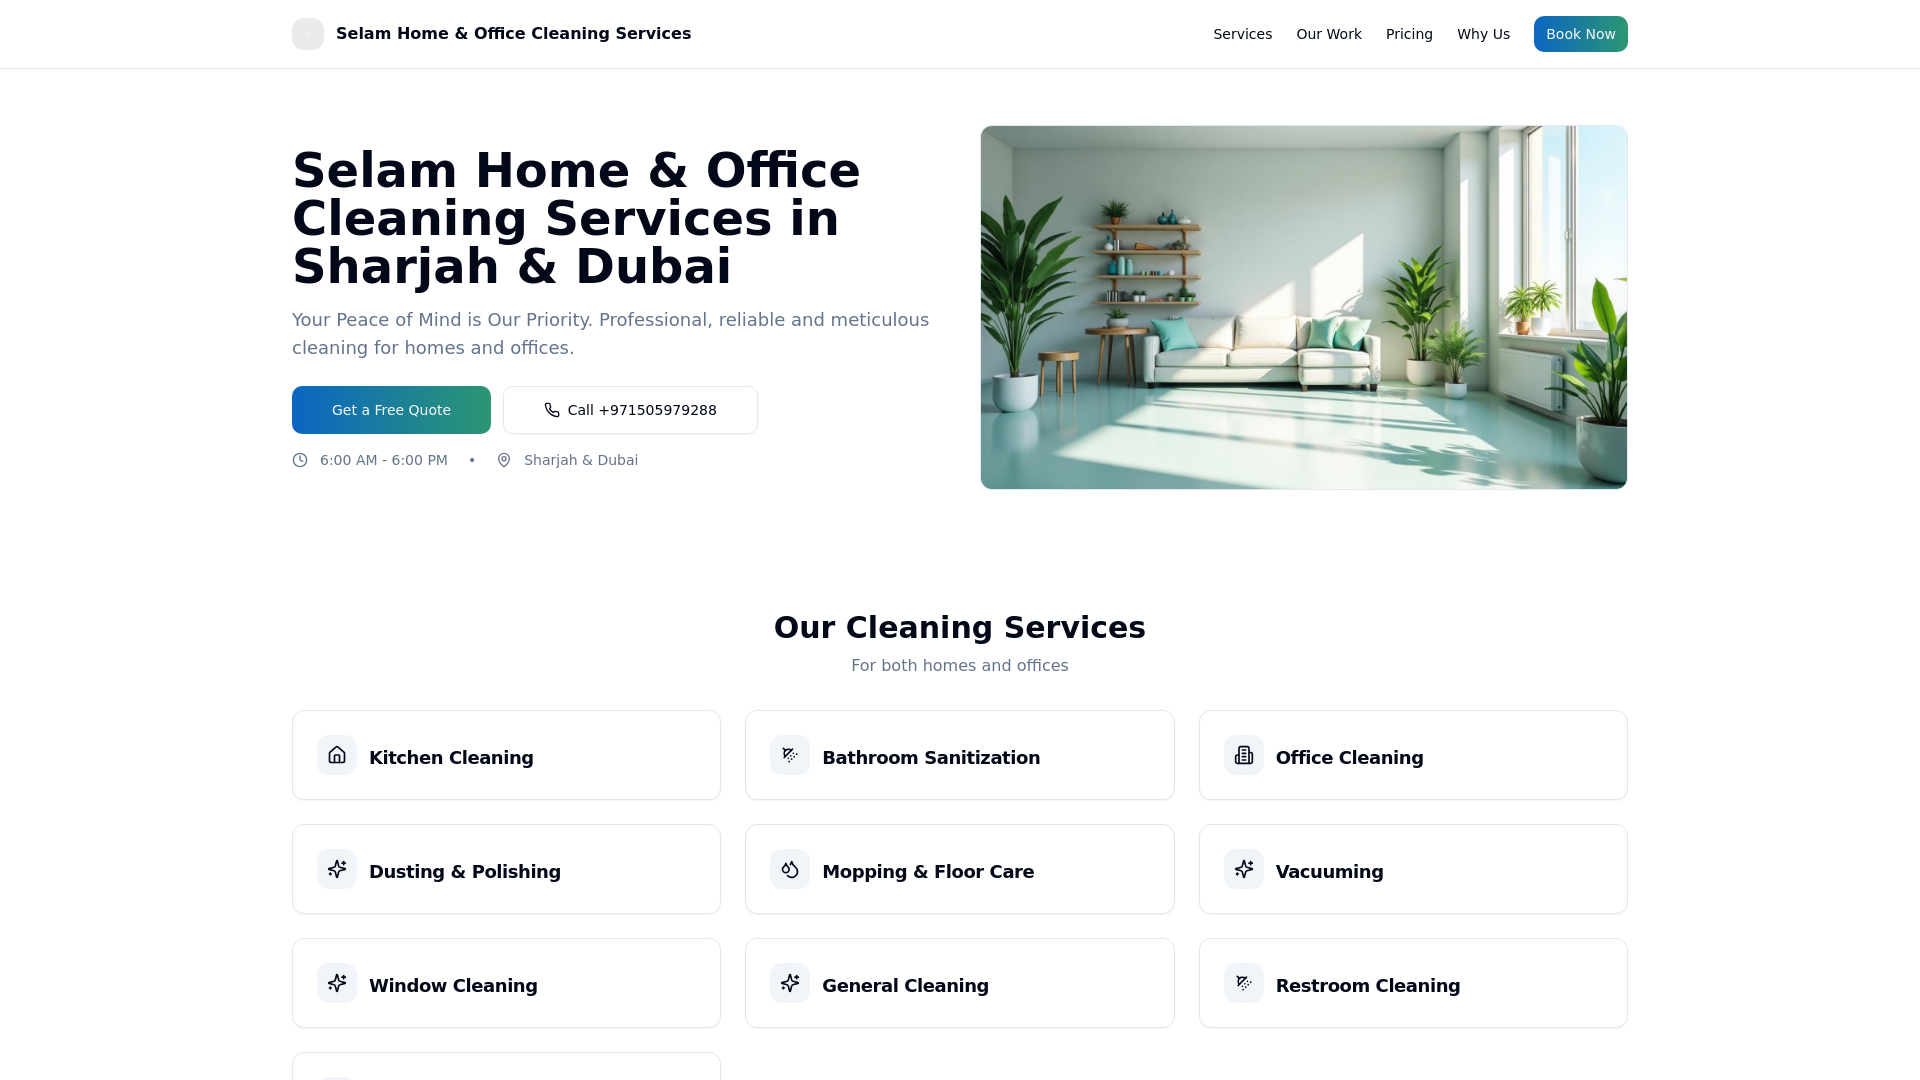 Selam Home & Office Cleaning Services
Services
Our Work
Pricing
Why Us
Book Now
Selam Home & Office
Cleaning Services in
Sharjah & Dubai
Your Peace of Mind is Our Priority. Professional, reliable and meticulous
cleaning for homes and offices.
Get a Free Quote
Call +971505979288
6:00 AM - 6:00 PM • Sharjah & Dubai
Our Cleaning Services
For both homes and offices
Kitchen Cleaning
Bathroom Sanitization
Office Cleaning
Dusting & Polishing
Mopping & Floor Care
Vacuuming
Window Cleaning
General Cleaning
Restroom Cleaning